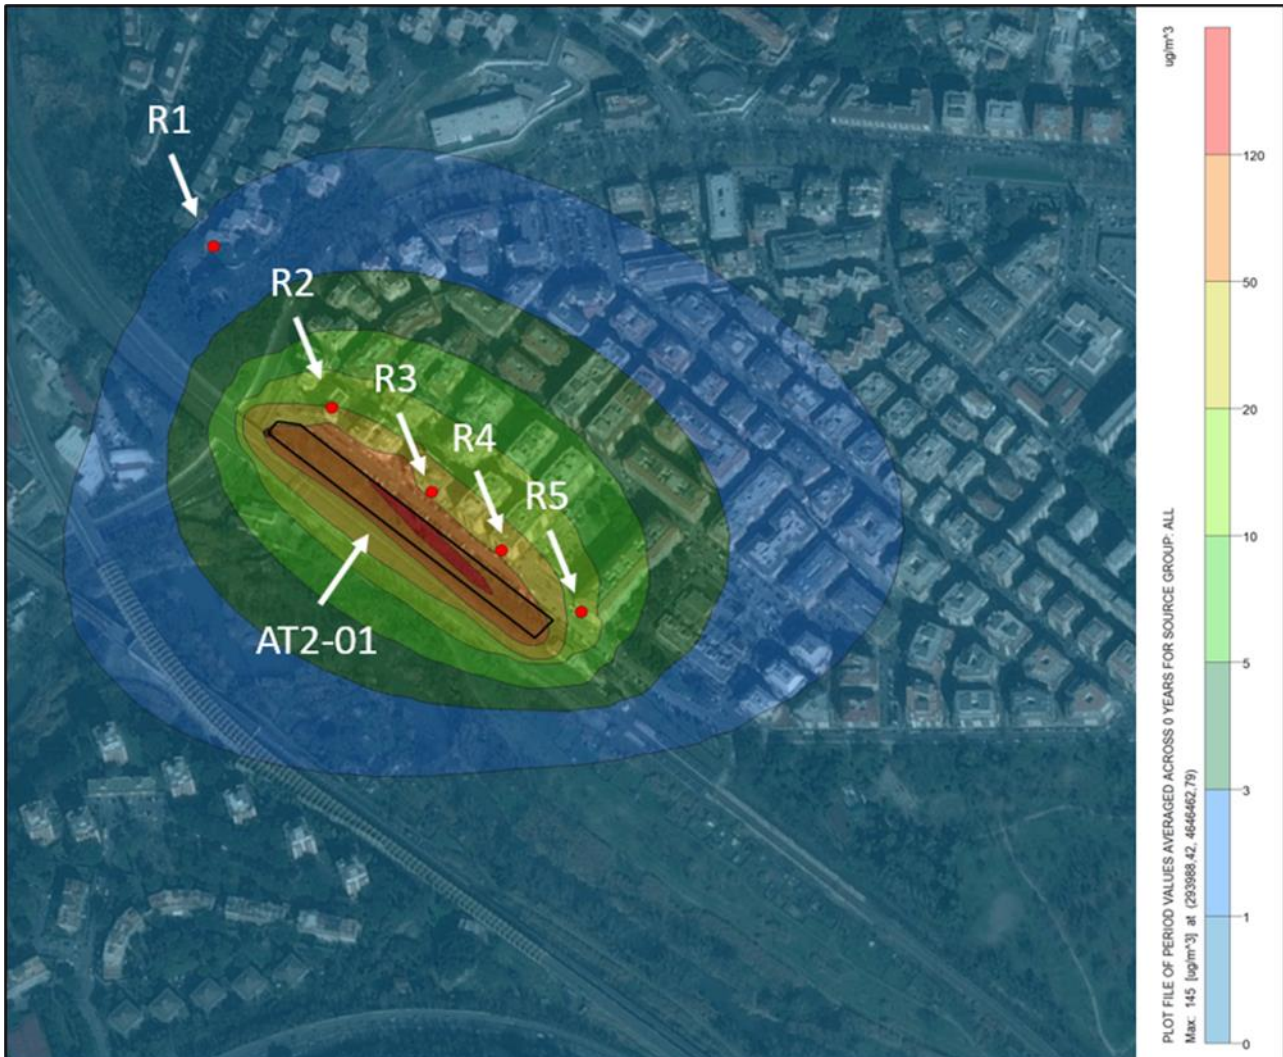 R1
R2
R3
R4
R5
AT2-01
ug/m^3
120
50
20
10
5
3
1
0
PLOT FILE OF PERIOD VALUES AVERAGED ACROSS 0 YEARS FOR SOURCE GROUP: ALL
Max: 145 [ug/m^3] at (293988,42, 4646462,79)